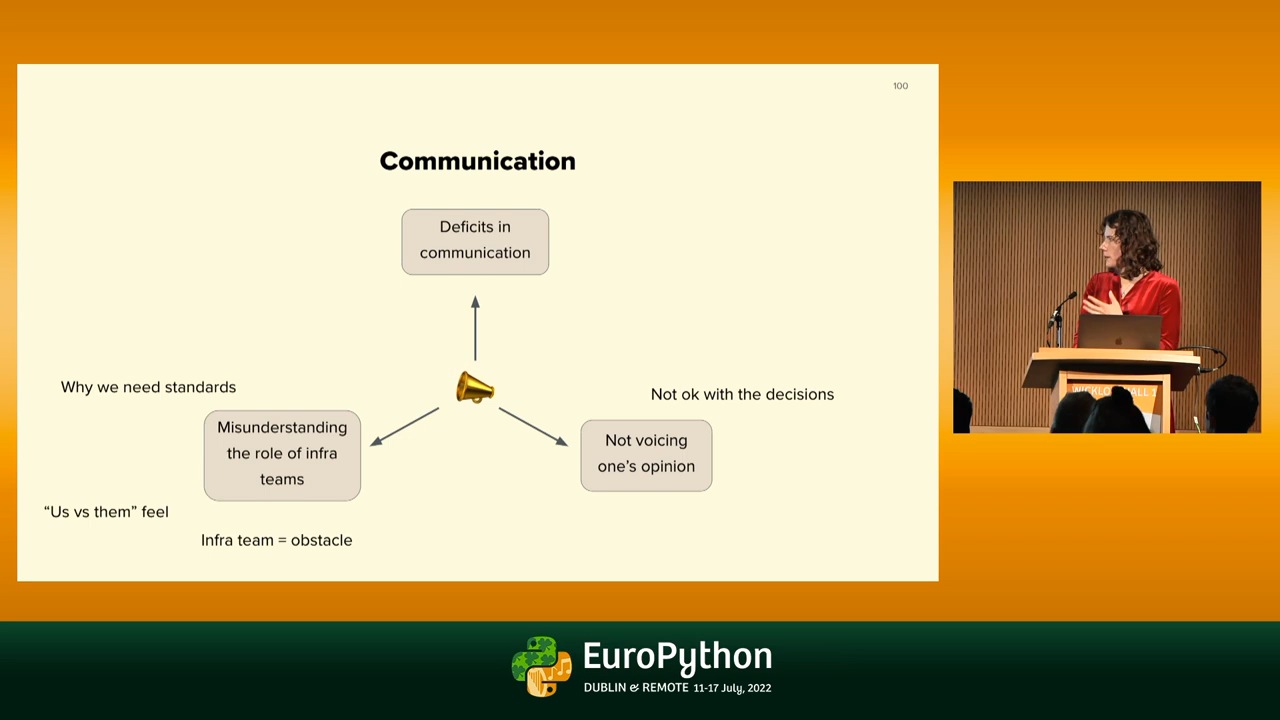 100
Communication
Deficits in
communication
Why we need standards
Misunderstanding
the role of infra
teams
"Us vs them" feel
Infra team = obstacle
Not ok with the decisions
Not voicing
one's opinion
EuroPython
DUBLIN & REMOTE 11-17 July, 2022